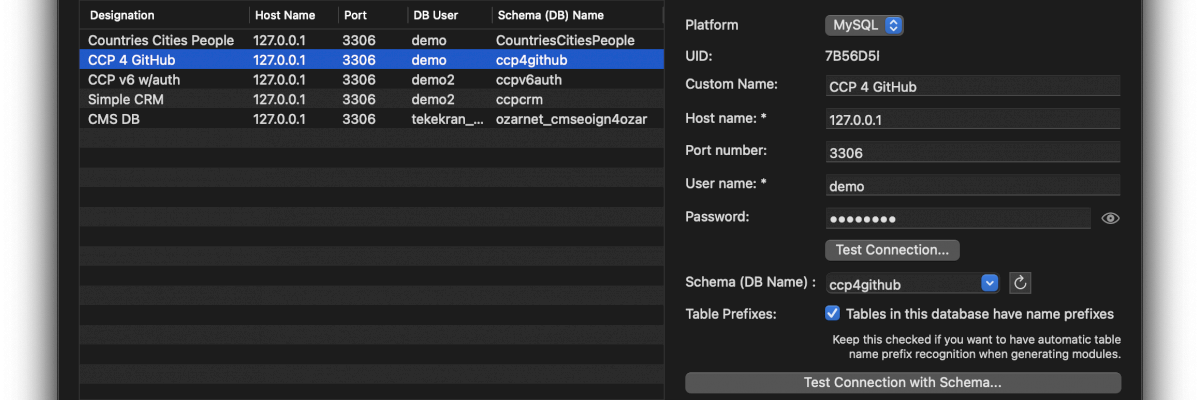 Designation Host Name Port DB User Schema (DB) Name
Countries Cities People 127.0.0.1 3306 demo CountriesCitiesPeople
CCP 4 GitHub 127.0.0.1 3306 demo ccp4github
CCP v6 w/auth 127.0.0.1 3306 demo2 ccpv6auth
Simple CRM 127.0.0.1 3306 demo2 ccpcrm
CMS DB 127.0.0.1 3306 tekekran_... ozarnet_cmseoign4ozar
Platform MySQL
UID: 7B56D5I
Custom Name: CCP 4 GitHub
Host name: * 127.0.0.1
Port number: 3306
User name: * demo
Password: ●●●●●●●●
Test Connection...
Schema (DB Name) : ccp4github
Table Prefixes: Tables in this database have name prefixes
Keep this checked if you want to have automatic table
name prefix recognition when generating modules.
Test Connection with Schema...